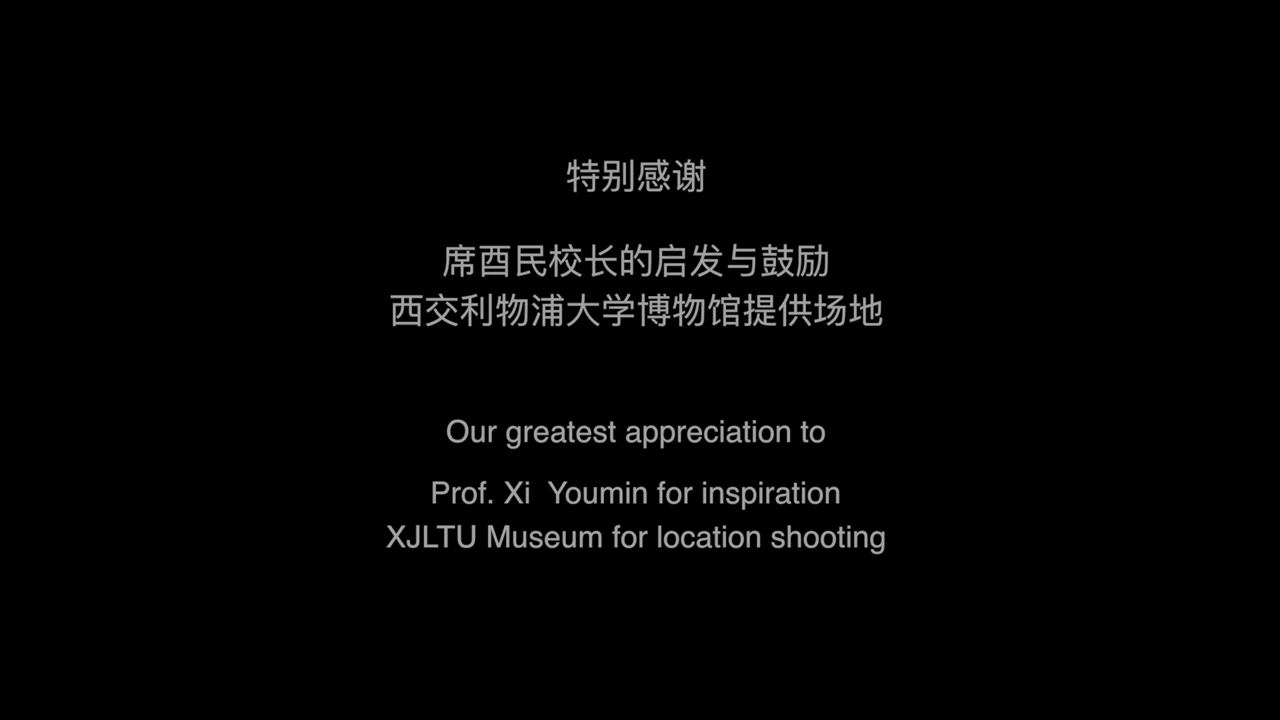 特别感谢
席酉民校长的启发与鼓励
西交利物浦大学博物馆提供场地
Our greatest appreciation to
Prof. Xi  Youmin for inspiration
XJLTU Museum for location shooting